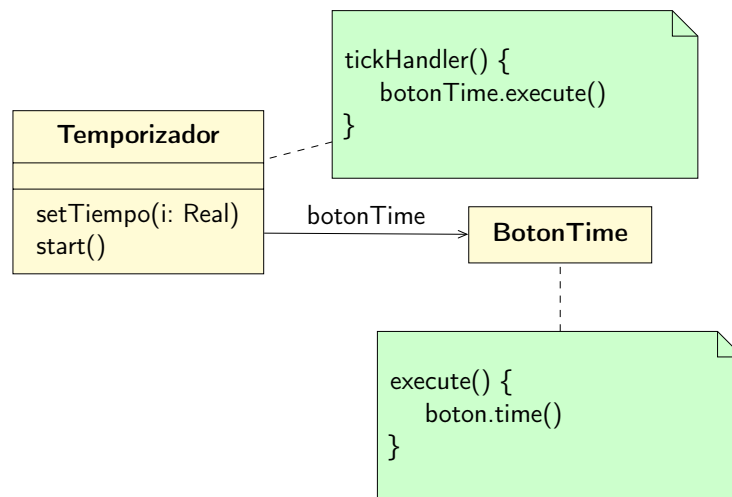 tickHandler() {
botonTime.execute()
}
Temporizador
setTiempo(i: Real)
start()
botonTime
BotonTime
execute() {
boton.time()
}